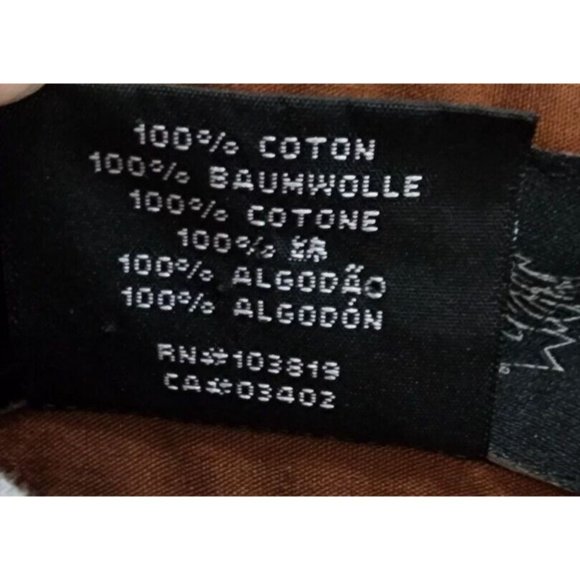 100% COTON
100% BAUMWOLLE
100% COTONE
100% 綿
100% ALGODÃO
100% ALGODÓN
RN#103819
CA#03402